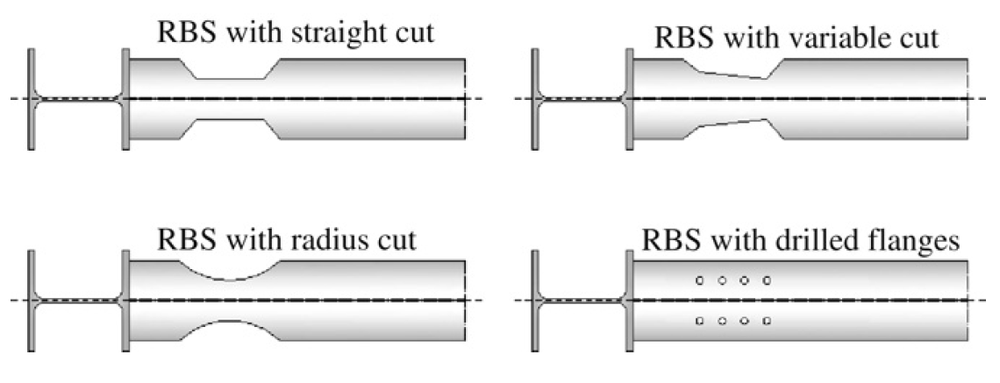 RBS with straight cut
RBS with variable cut
RBS with radius cut
RBS with drilled flanges